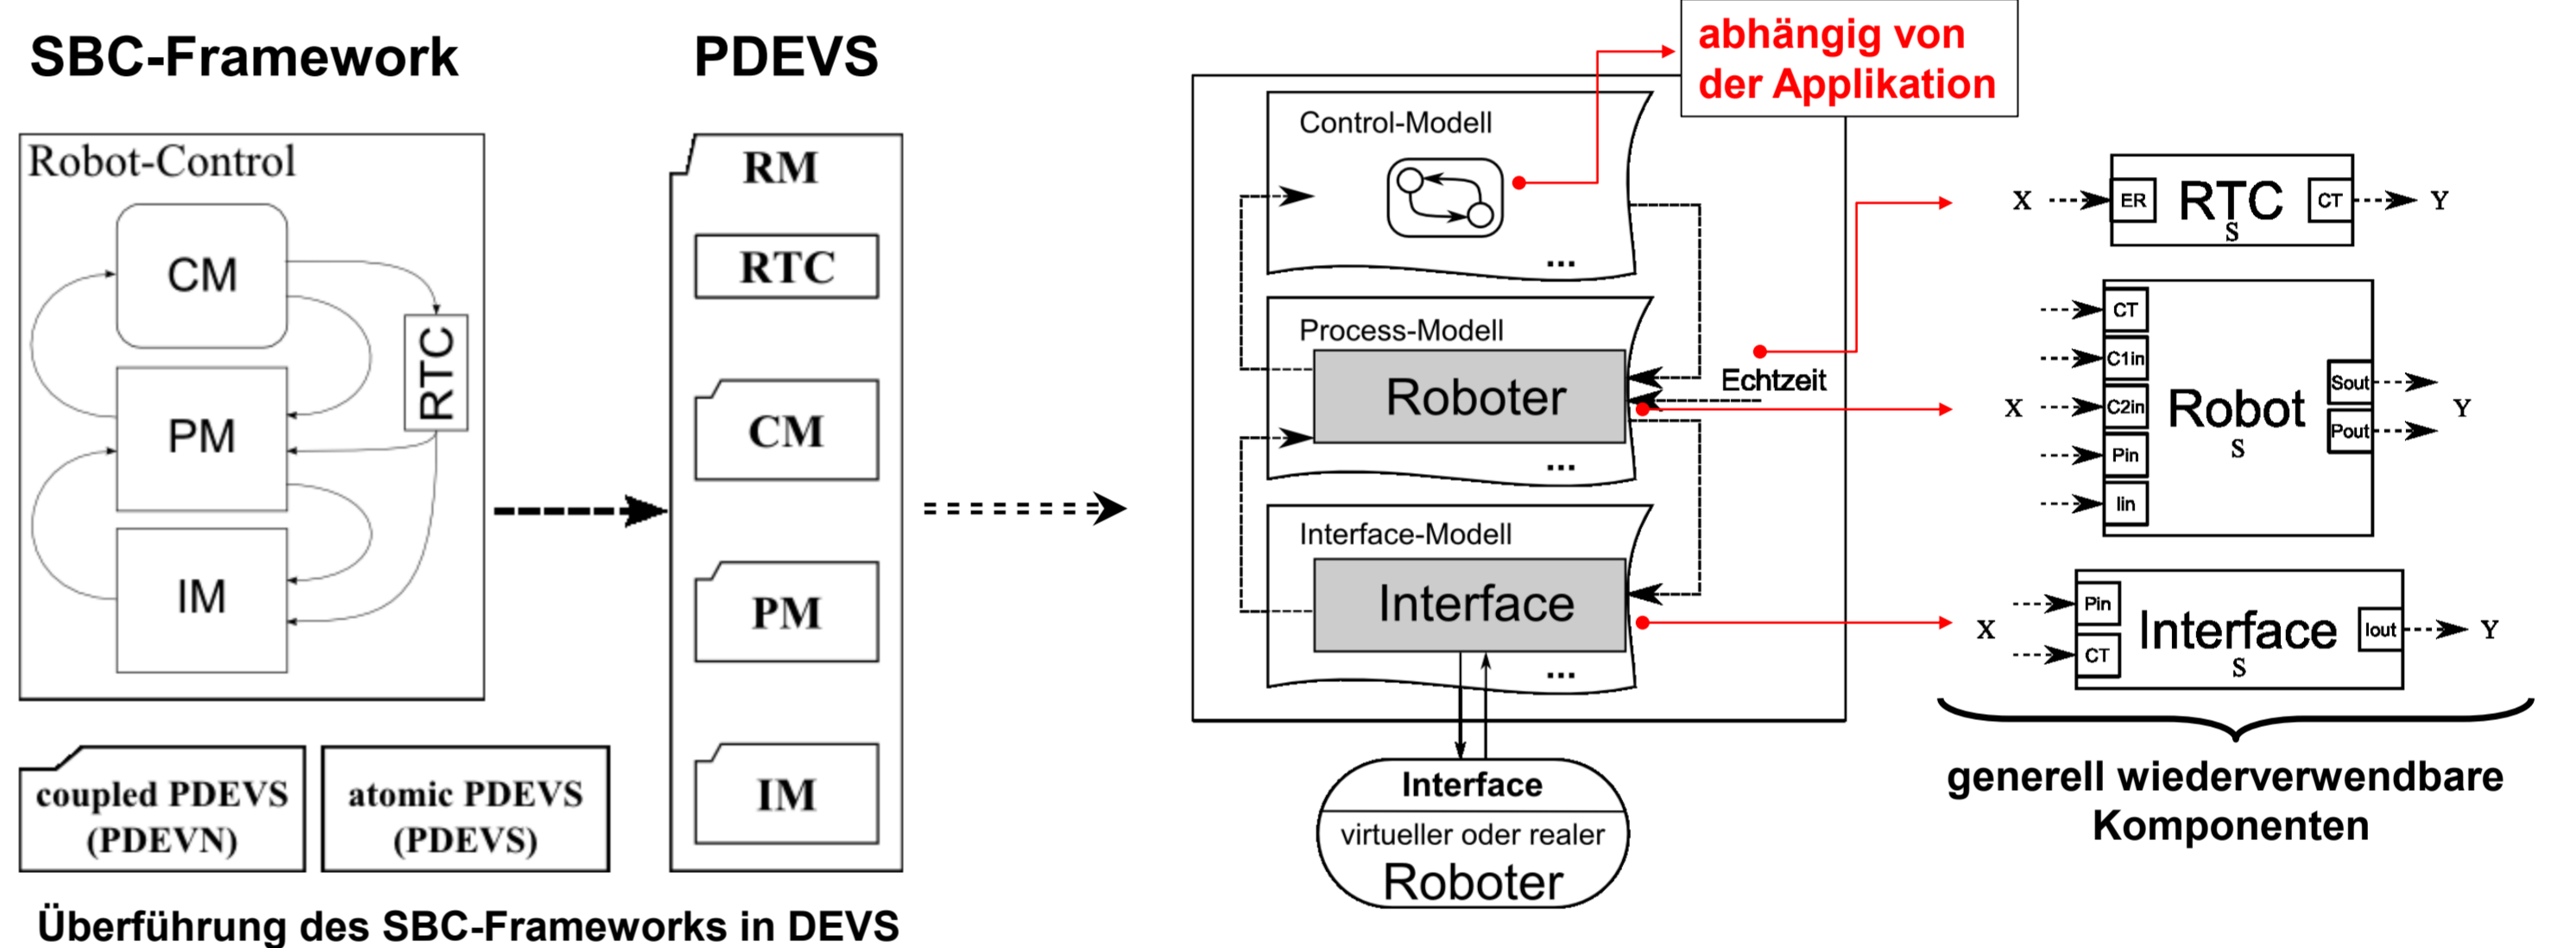 SBC-Framework
Robot-Control
CM
PM
IM
RTC
coupled PDEVS
(PDEVN)
atomic PDEVS
(PDEVS)
Überführung des SBC-Frameworks in DEVS
PDEVS
RM
RTC
CM
PM
IM
abhängig von
der Applikation
Control-Modell
...
Process-Modell
Roboter
...
Echtzeit
Interface-Modell
Interface
...
Interface
virtueller oder realer
Roboter
X
ER
RTC
S
CT
Y
X
CT
C1in
C2in
Pin
Iin
Robot
S
Sout
Pout
Y
X
Pin
CT
Interface
S
Iout
Y
generell wiederverwendbare
Komponenten